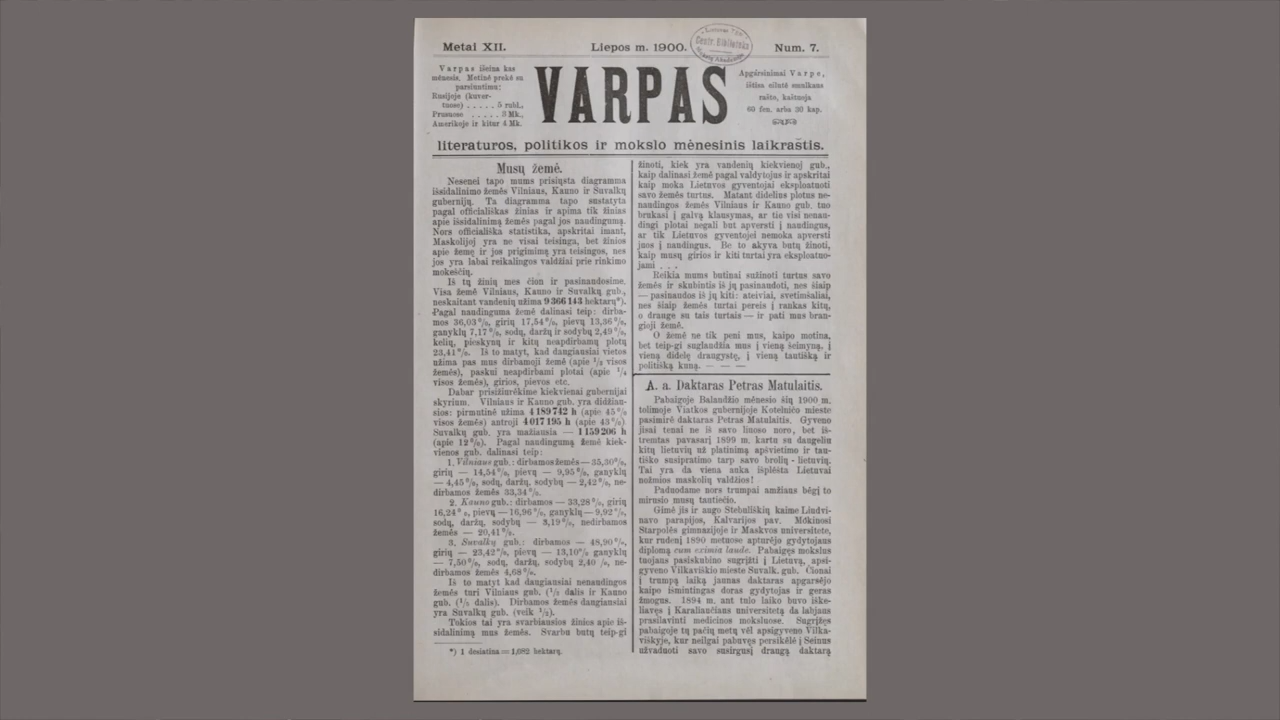 Metai XII.
Liepos m. 1900.
Num. 7.
Centr. Biblioteka
Varpas išeina kas
mėnesis. Metinė prekė su
parsiuntimu:
Rusijoje (kuver-
tuose) . . . . . 5 rubl.,
Prusuose . . . . . 8 Mk.,
Amerikoje ir kitur 4 Mk.
VARPAS
Apgarsinimai Varpe,
ištisa eilutė smulkaus
rašto, kaštuoja
60 fen. arba 30 kap.
literaturos, politikos ir mokslo mėnesinis laikraštis.
Musų žemė.
Nesenei tapo mums prisiųsta diagramma
išsidalinimo žemės Vilniaus, Kauno ir Suvalkų
gubernijų. Ta diagramma tapo sustatyta
pagal officiališkas žinias ir apima tik žinias
apie išsidalinimą žemės pagal jos naudingumą.
Nors officiališka statistika, apskritai imant,
Maskolijoj yra ne visai teisinga, bet žinios
apie žemę ir jos prigimimą yra teisingos, nes
jos yra labai reikalingos valdžiai prie rinkimo
mokesčių.
Iš tų žinių mes čion ir pasinaudosime.
Visa žemė Vilniaus, Kauno ir Suvalkų gub.,
neskaitant vandenių užima 9 366 143 hektarų*).
Pagal naudinguma žemė dalinasi teip: dirba-
mos 36,03 %, girių 17,54 %, pievų 13,36 %,
ganyklų 7,17 %, sodų, daržų ir sodybų 2,49 %,
kelių, pieskynų ir kitų neapdirbamų plotų
23,41 %. Iš to matyt, kad daugiausiai vietos
užima pas mus dirbamoji žemė (apie 1/2 visos
žemės), paskui neapdirbami plotai (apie 1/4
visos žemės), girios, pievos etc.
Dabar prisižiurėkime kiekvienai gubernijai
skyrium. Vilniaus ir Kauno gub. yra didžiau-
sios: pirmutinė užima 4 189 742 h (apie 45 %
visos žemės) antroji 4 017 195 h (apie 43 %)
Suvalkų gub. yra mažiausia — 1 159 206 h
(apie 12 %). Pagal naudingumą žemė kiek-
vienos gub. dalinasi teip:
1. Vilniaus gub.: dirbamos žemės — 35,30 %,
girių — 14,54 %, pievų — 9,95 %, ganyklų
— 4,45 %, sodų, daržų, sodybų — 2,42 %, ne-
dirbamos žemės 33,34 %.
2. Kauno gub.: dirbamos — 33,28 %, girių
16,24 %, pievų — 16,96 %, ganyklų — 9,92 %,
sodų, daržų, sodybų — 3,19 %, nedirbamos
žemės — 20,41 %.
3. Suvalkų gub.: dirbamos — 48,90 %,
girių — 23,42 %, pievų — 13,10 % ganyklų
— 7,50 %, sodų, daržų, sodybų 2,40 %, ne-
dirbamos žemės 4,68 %.
Iš to matyt kad daugiausiai nenaudingos
žemės turi Vilniaus gub. (1/3 dalis ir Kauno
gub. (1/5 dalis). Dirbamos žemės daugiausiai
yra Suvalkų gub. (veik 1/2).
Tokios tai yra svarbiausios žinios apie iš-
sidalinimą mus žemės. Svarbu butų teip-gi
*) 1 desiatina = 1,082 hektarų.
žinoti, kiek yra vandenių kiekvienoj gub.,
kaip dalinasi žemė pagal valdytojus ir apskritai
kaip moka Lietuvos gyventojai eksploatuoti
savo žemės turtus. Matant didelius plotus ne-
naudingos žemės Vilniaus ir Kauno gub. tuo
brukasi į galvą klausymas, ar tie visi nenau-
dingi plotai negali but apversti į naudingus,
ar tik Lietuvos gyventojei nemoka apversti
juos į naudingus. Be to akyva butų žinoti,
kaip musų girios ir kiti turtai yra eksploatuo-
jami . . .
Reikia mums butinai sužinoti turtus savo
žemės ir skubintis iš jų pasinaudoti, nes šiaip
— pasinaudos iš jų kiti: ateiviai, svetimšaliai,
nes šiaip žemės turtai pereis į rankas kitų,
o drauge su tais turtais — ir pati mus bran-
gioji žemė.
O žemė ne tik peni mus, kaipo motina,
bet teip-gi suglaudžia mus į vieną šeimyną, į
vieną didelę draugystę, į vieną tautišką ir
politišką kuną. — — —
A. a. Daktaras Petras Matulaitis.
Pabaigoje Balandžio mėnesio šių 1900 m.
tolimoje Viatkos gubernijoje Kotelničo mieste
pasimirė daktaras Petras Matulaitis. Gyveno
jisai tenai ne iš savo liuoso noro, bet iš-
tremtas pavasarį 1899 m. kartu su daugeliu
kitų lietuvių už platinimą apšvietimo ir tau-
tiško susipratimo tarp savo brolių - lietuvių.
Tai yra da viena auka išplėšta Lietuvai
nožmios maskolių valdžios!
Paduodame nors trumpai amžiaus bėgį to
mirusio musų tautiečio.
Gimė jis ir augo Stebuliškių kaime Liudvi-
navo parapijos, Kalvarijos pav. Mokinosi
Starpolės gimnazijoje ir Maskvos universitete,
kur rudenį 1890 metuose apturėjo gydytojaus
diplomą cum eximia laude. Pabaigęs mokslus
tuojaus pasiskubino sugrįžti į Lietuvą, apsi-
gyveno Vilkaviškio mieste Suvalk. gub. Čionai
į trumpą laiką jaunas daktaras apgarsėjo
kaipo išmintingas doras gydytojas ir geras
žmogus. 1894 m. ant tulo laiko buvo iške-
liavęs į Karaliaučiaus universitetą da labjaus
prasilavinti medicinos moksluose. Sugrįžęs
pabaigoje tų pačių metų vėl apsigyveno Vilka-
viškyje, kur neilgai pabuvęs persikėlė į Seinus
užvaduoti savo susirgusį draugą daktarą